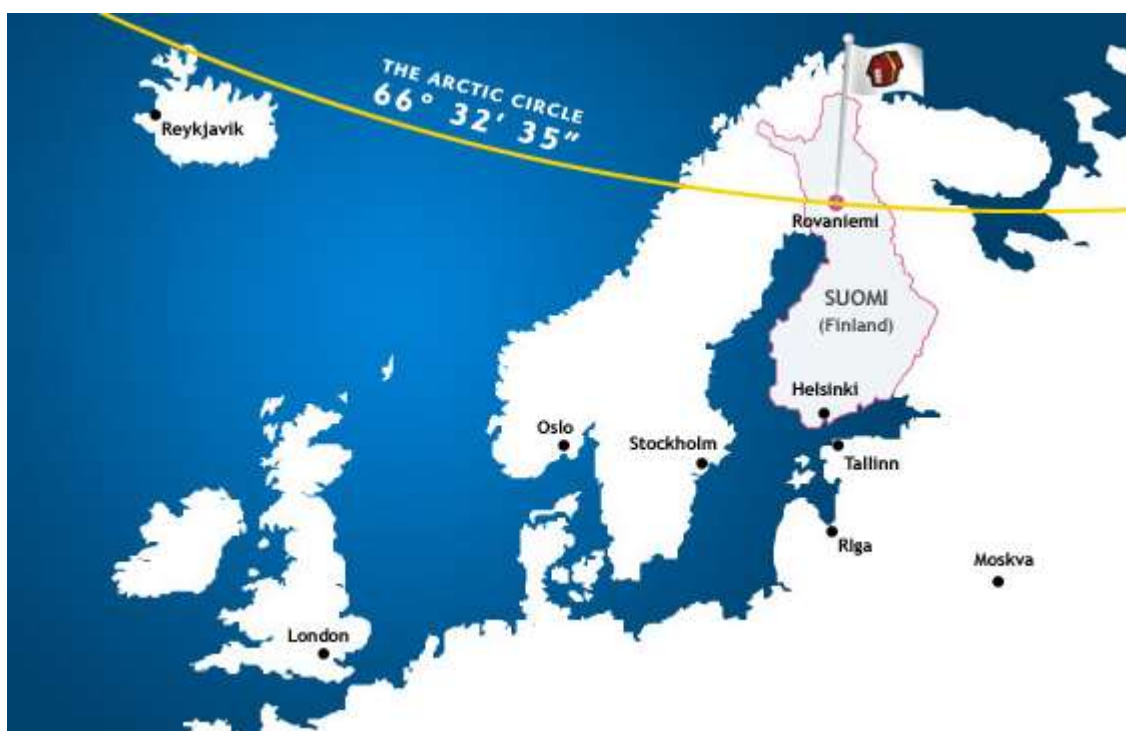 THE ARCTIC CIRCLE
66° 32' 35"
Reykjavik
Rovaniemi
SUOMI
(Finland)
Helsinki
Oslo
Stockholm
Tallinn
Riga
Moskva
London